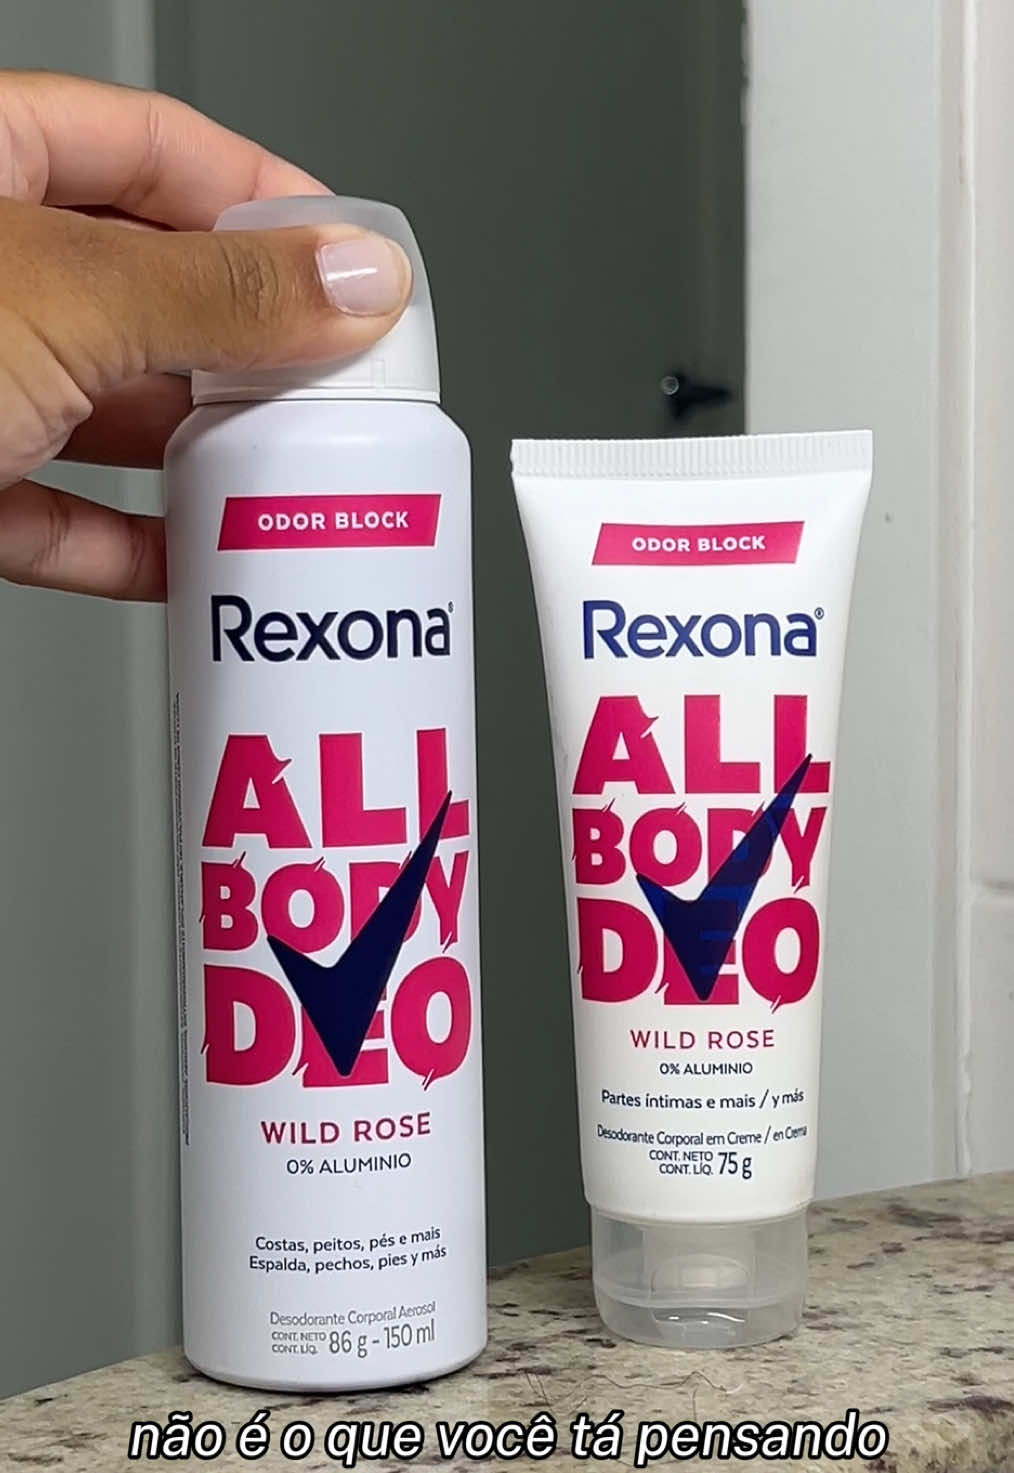 ODOR BLOCK
Rexona®
ALL
BODY
DEO
WILD ROSE
0% ALUMINIO
Costas, peitos, pés e mais
Espalda, pechos, pies y más
Desodorante Corporal Aerosol
CONT. NETO
CONT. LÍQ.
86 g - 150 ml
ODOR BLOCK
Rexona®
ALL
BODY
DEO
WILD ROSE
0% ALUMINIO
Partes íntimas e mais / y más
Desodorante Corporal em Creme / en Crema
CONT. NETO
CONT. LÍQ.
75 g
não é o que você tá pensando